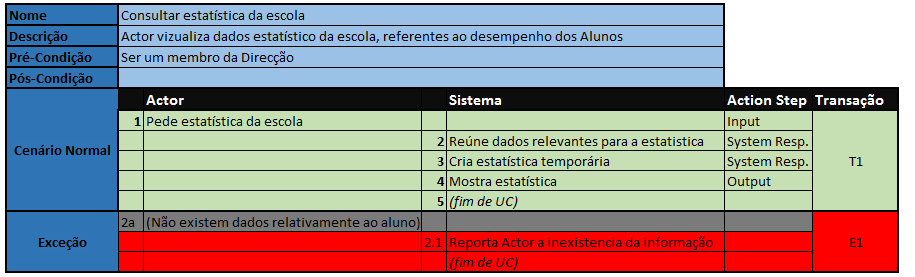 Nome Consultar estatística da escola
Descrição Actor vizualiza dados estatístico da escola, referentes ao desempenho dos Alunos
Pré-Condição Ser um membro da Direcção
Pós-Condição
Actor Sistema Action Step Transação
Cenário Normal
1 Pede estatística da escola Input
2 Reúne dados relevantes para a estatistica System Resp.
3 Cria estatística temporária System Resp. T1
4 Mostra estatística Output
5 (fim de UC)
Exceção
2a (Não existem dados relativamente ao aluno)
2.1 Reporta Actor a inexistencia da informação E1
(fim de UC)